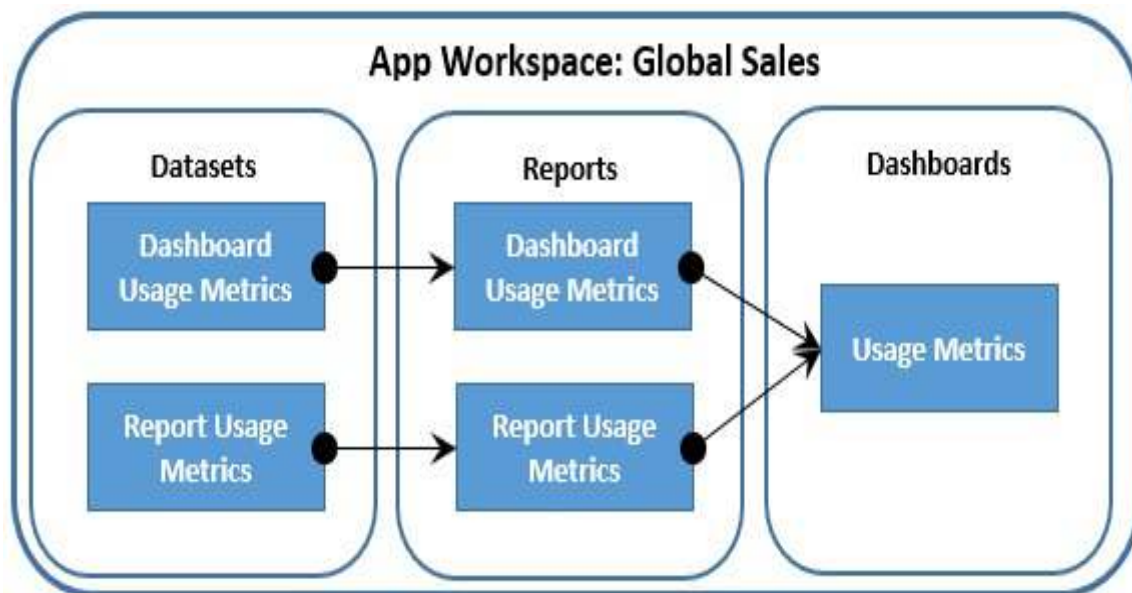 App Workspace: Global Sales
Datasets
Dashboard
Usage Metrics
Report Usage
Metrics
Reports
Dashboard
Usage Metrics
Report Usage
Metrics
Dashboards
Usage Metrics